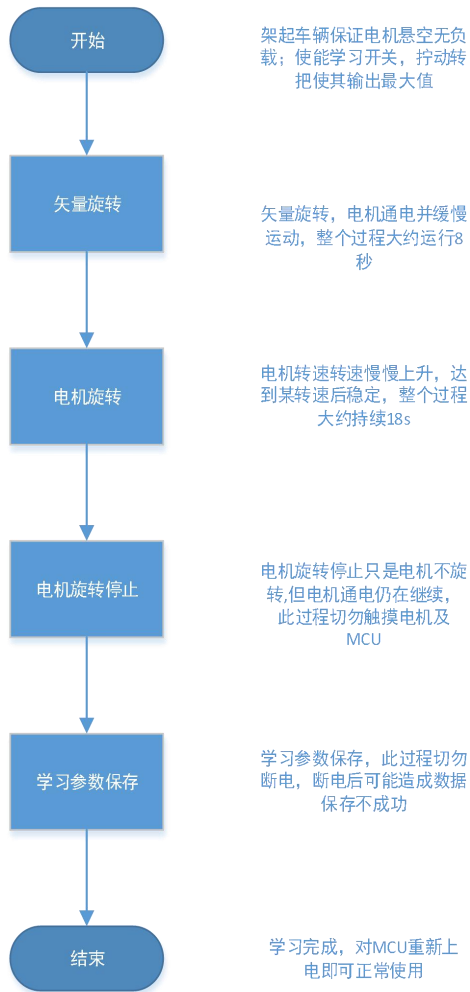 开始
架起车辆保证电机悬空无负
载；使能学习开关，拧动转
把使其输出最大值
矢量旋转
矢量旋转，电机通电并缓慢
运动，整个过程大约运行8
秒
电机旋转
电机转速转速慢慢上升，达
到某转速后稳定，整个过程
大约持续18s
电机旋转停止
电机旋转停止只是电机不旋
转,但电机通电仍在继续，
此过程切勿触摸电机及
MCU
学习参数保存
学习参数保存，此过程切勿
断电，断电后可能造成数据
保存不成功
结束
学习完成，对MCU重新上
电即可正常使用